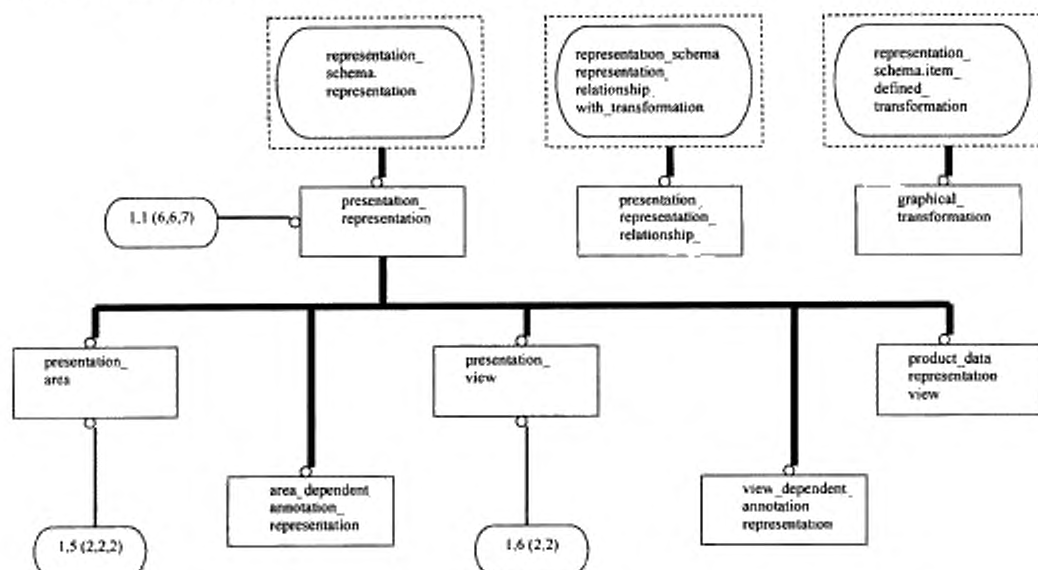 representation_
schema.
representation
representation_schema
representation_
relationship_
with_transformation
representation_
schema.item_
defined_
transformation
1,1 (6,6,7)
presentation_
representation
presentation_
representation_
relationship_
graphical_
transformation
presentation_
area
presentation_
view
product_data
representation
view
area_dependent_
annotation_
representation
view_dependent_
annotation
representation
1,5 (2,2,2)
1,6 (2,2)